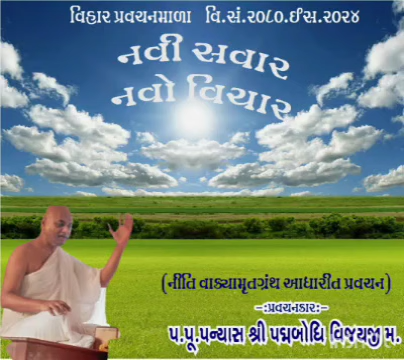 વિહાર પ્રવચનમાળા વિ.સં.૨૦૮૦.ઈસ.૨૦૨૪
નવી સવાર
નવો વિચાર
(નીતિ વાક્યામૃતગ્રંથ આધારીત પ્રવચન)
-:પ્રવચનકાર:-
પ.પૂ.પન્યાસ શ્રી પદ્મબોધિ વિજયજી મ.